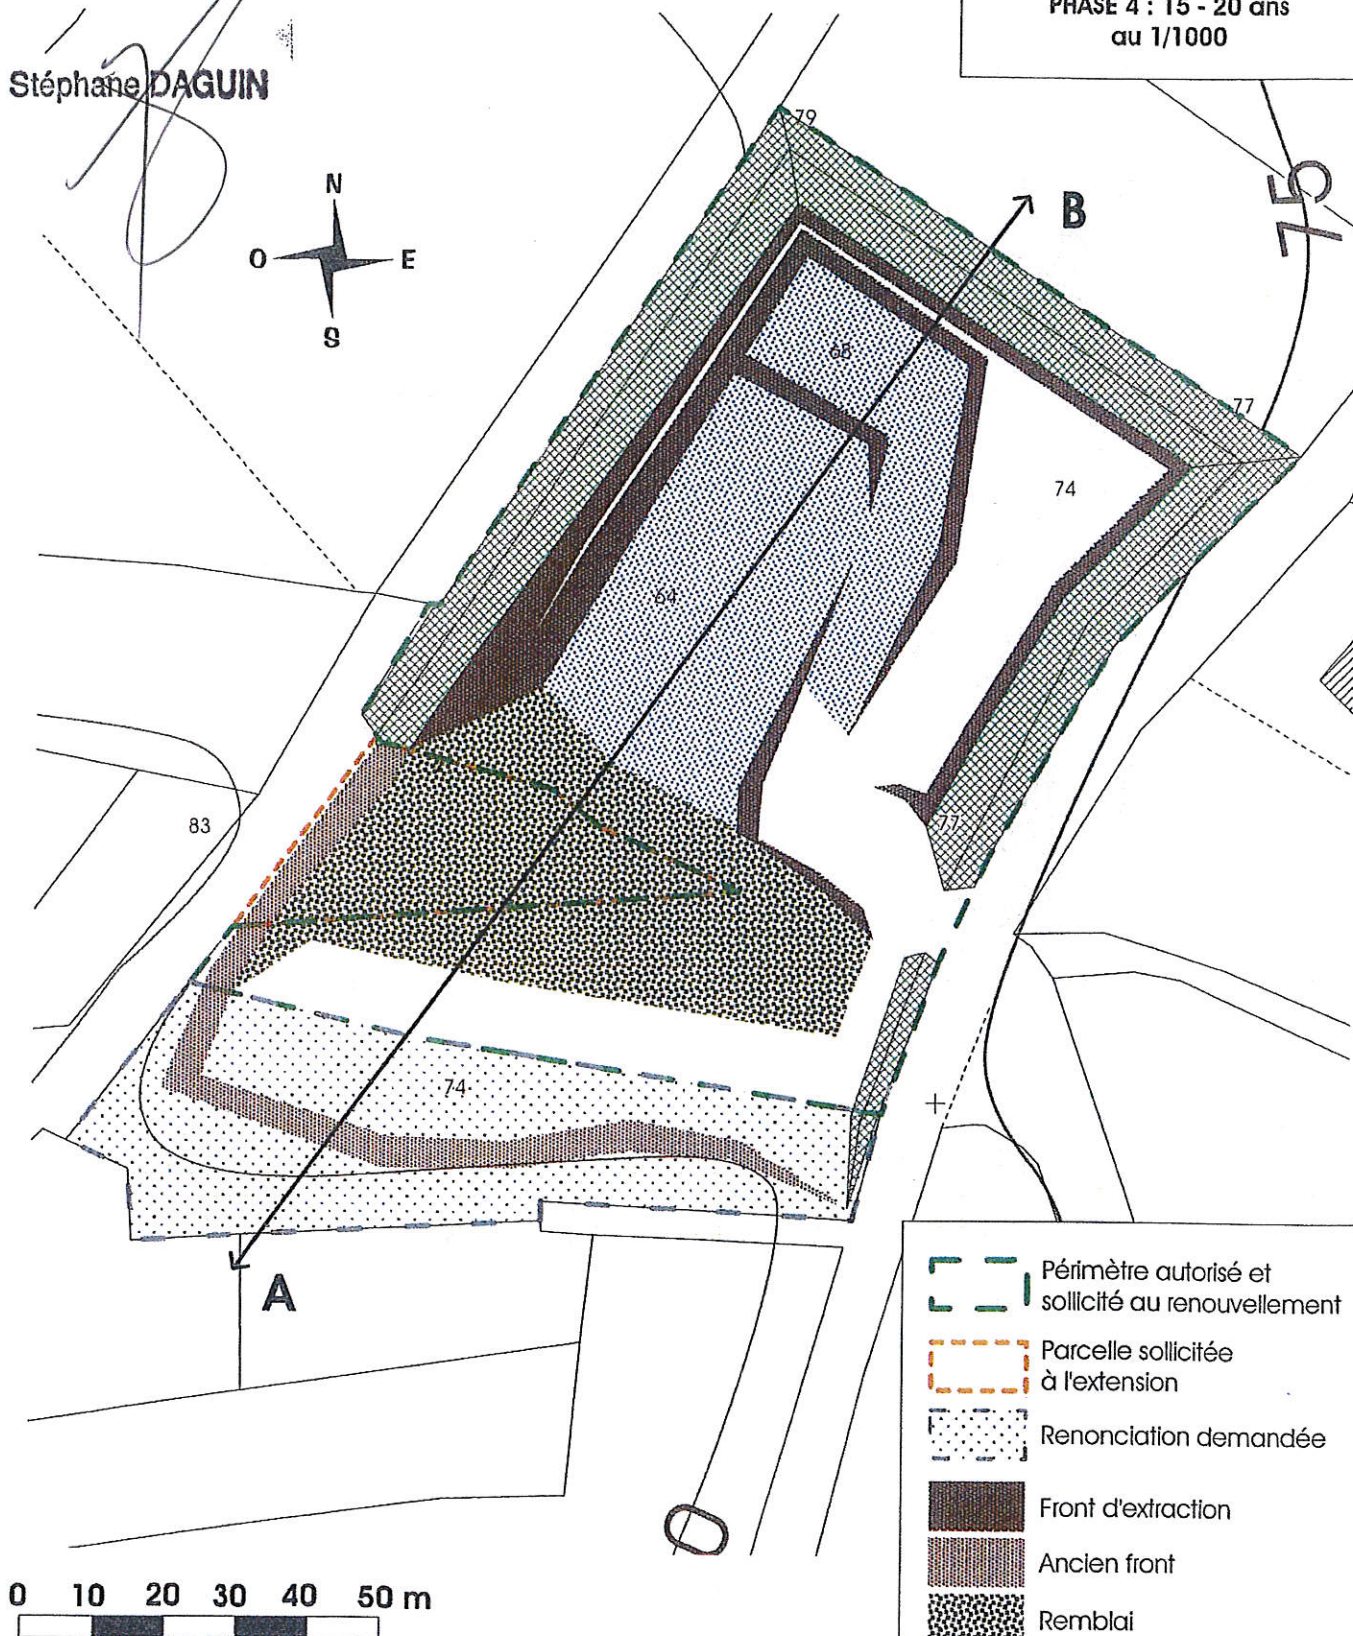 PHASE 4 : 15 - 20 ans
au 1/1000
Stéphane DAGUIN
N
O
E
S
79
B
75
77
74
64
83
77
74
A
Périmètre autorisé et
sollicité au renouvellement
Parcelle sollicitée
à l'extension
Renonciation demandée
Front d'extraction
Ancien front
Remblai
0 10 20 30 40 50 m